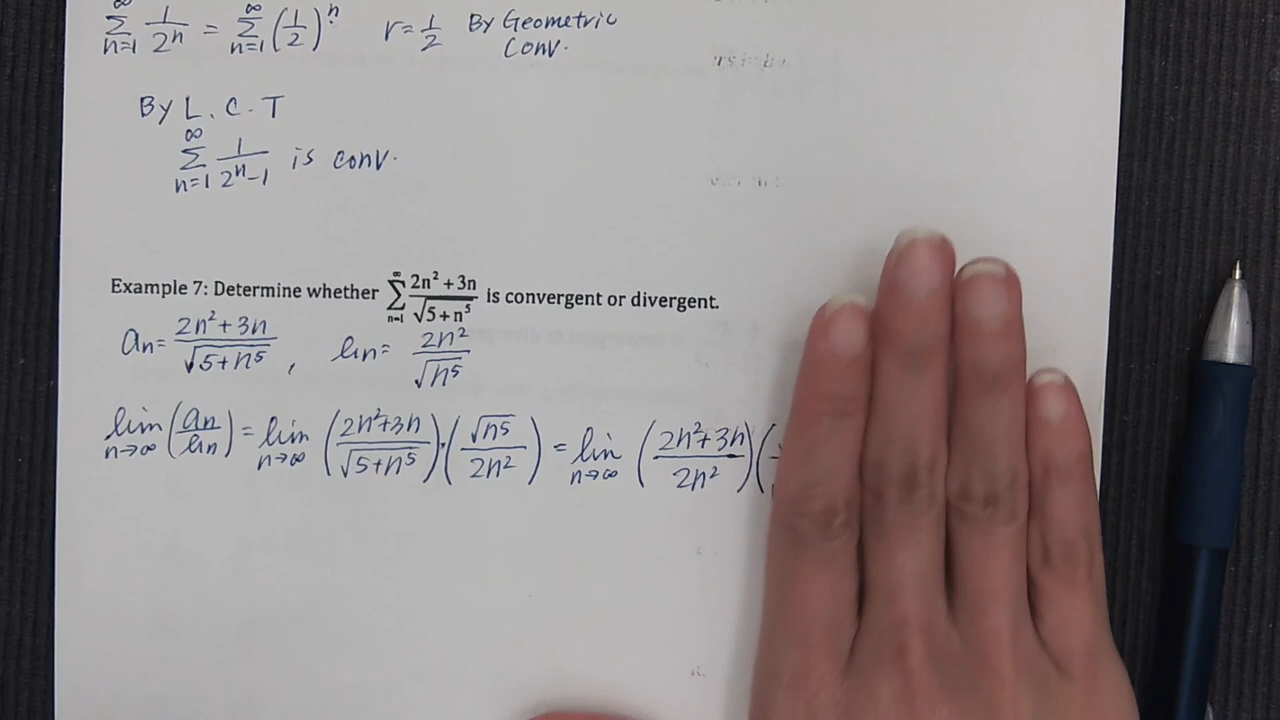 ∞∑n=1 1/2ⁿ = ∞∑n=1 (1/2)ⁿ r=1/2 By Geometric
Conv.
By L.C.T
∞∑n=1 1/(2ⁿ-1) is conv.
Example 7: Determine whether ∞∑n=1 (2n²+3n)/√(5+n⁵) is convergent or divergent.
an= (2n²+3n)/√(5+n⁵) , bn= 2n²/√(n⁵)
lim n→∞ (an/bn) = lim n→∞ ((2n²+3n)/√(5+n⁵))·(√(n⁵)/2n²) = lim n→∞ ((2n²+3n)/2n²)(